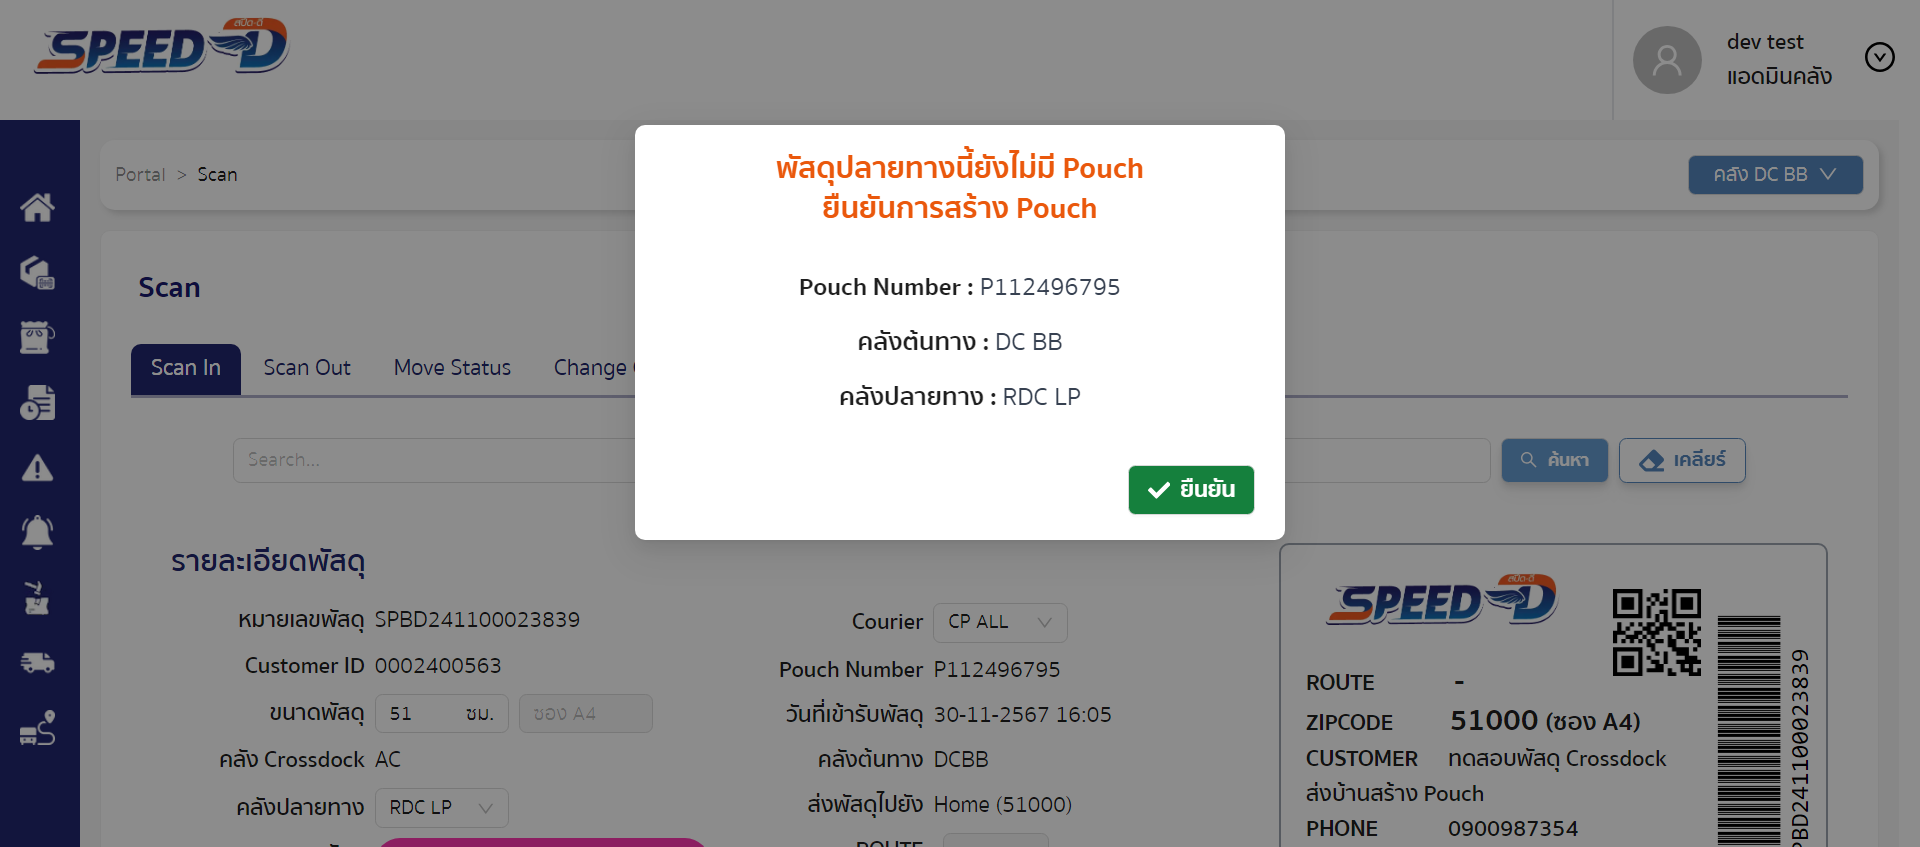 สปีด-ดี
SPEED-D
dev test
แอดมินคลัง
Portal > Scan
คลัง DC BB
พัสดุปลายทางนี้ยังไม่มี Pouch
ยืนยันการสร้าง Pouch
Pouch Number : P112496795
คลังต้นทาง : DC BB
คลังปลายทาง : RDC LP
ยืนยัน
Scan
Scan In Scan Out Move Status Change
Search... ค้นหา เคลียร์
รายละเอียดพัสดุ
หมายเลขพัสดุ SPBD241100023839
Customer ID 0002400563
ขนาดพัสดุ 51 ซม. ซอง A4
คลัง Crossdock AC
คลังปลายทาง RDC LP
Courier CP ALL
Pouch Number P112496795
วันที่เข้ารับพัสดุ 30-11-2567 16:05
คลังต้นทาง DCBB
ส่งพัสดุไปยัง Home (51000)
ROUTE
สปีด-ดี
SPEED-D
ROUTE -
ZIPCODE 51000 (ซอง A4)
CUSTOMER ทดสอบพัสดุ Crossdock
ส่งบ้านสร้าง Pouch
PHONE 0900987354
PBD241100023839